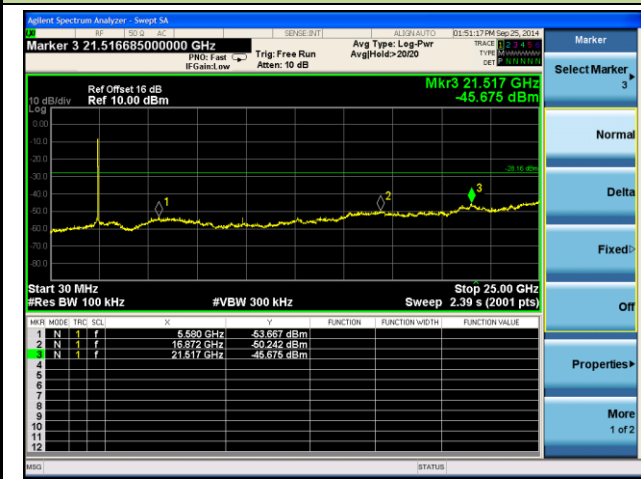 Agilent Spectrum Analyzer - Swept SA
RF 50 Ω AC SENSE:INT ALIGN AUTO 01:51:17 PM Sep 25, 2014
Marker 3 21.516685000000 GHz
PNO: Fast
IFGain:Low
Trig: Free Run
Atten: 10 dB
Avg Type: Log-Pwr
Avg|Hold:>20/20
TRACE 1 2 3 4 5 6
TYPE
DET P N N N N N
Ref Offset 16 dB
10 dB/div Ref 10.00 dBm
Log
Mkr3 21.517 GHz
-45.675 dBm
0.00
-10.0
-20.0
-30.0
-40.0
-50.0
-60.0
-70.0
-80.0
1
2
3
Start 30 MHz Stop 25.00 GHz
#Res BW 100 kHz #VBW 300 kHz Sweep 2.39 s (2001 pts)
MKR MODE TRC SCL X Y FUNCTION FUNCTION WIDTH FUNCTION VALUE
1 N 1 f 5.580 GHz -53.667 dBm
2 N 1 f 16.872 GHz -50.242 dBm
3 N 1 f 21.517 GHz -45.675 dBm
4
5
6
7
8
9
10
11
12
MSG STATUS
Marker
Select Marker
3
Normal
Delta
Fixed
Off
Properties
More
1 of 2